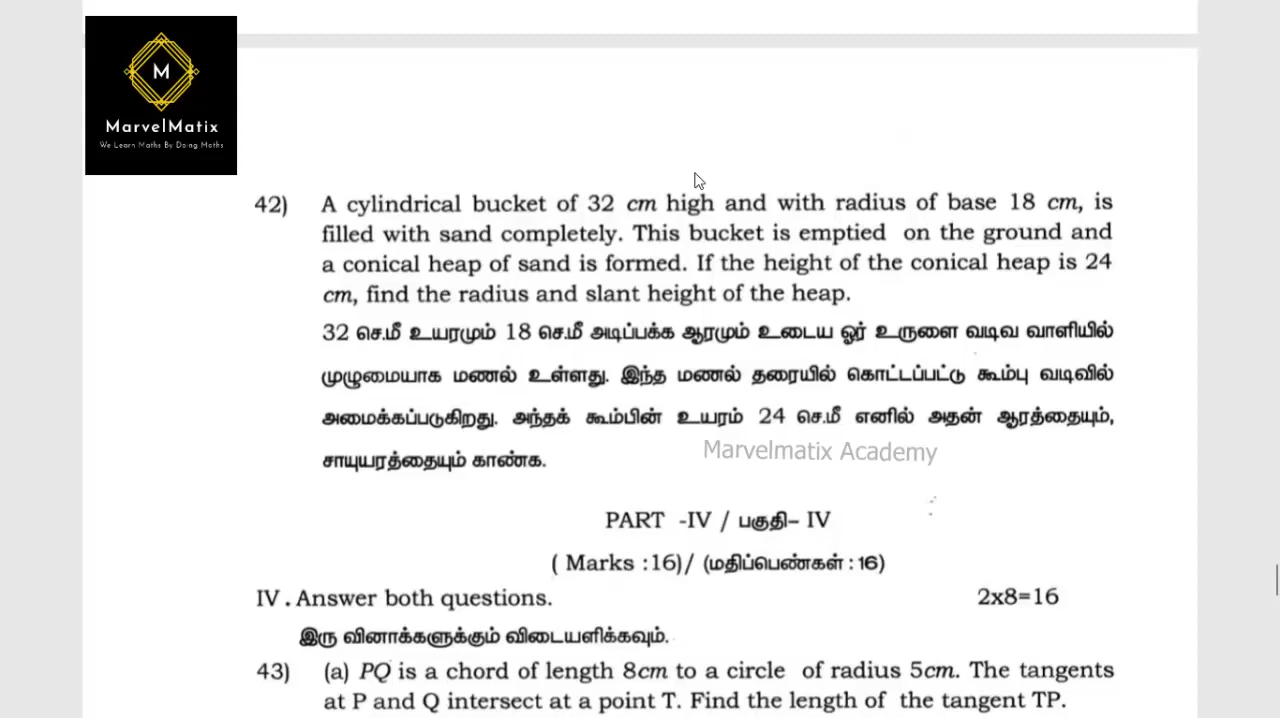 M
MarvelMatix
We Learn Maths By Doing Maths
42) A cylindrical bucket of 32 cm high and with radius of base 18 cm, is
filled with sand completely. This bucket is emptied on the ground and
a conical heap of sand is formed. If the height of the conical heap is 24
cm, find the radius and slant height of the heap.
32 செ.மீ உயரமும் 18 செ.மீ அடிப்பக்க ஆரமும் உடைய ஓர் உருளை வடிவ வாளியில்
முழுமையாக மணல் உள்ளது. இந்த மணல் தரையில் கொட்டப்பட்டு கூம்பு வடிவில்
அமைக்கப்படுகிறது. அந்தக் கூம்பின் உயரம் 24 செ.மீ எனில் அதன் ஆரத்தையும்,
சாயுயரத்தையும் காண்க.
Marvelmatix Academy
PART -IV / பகுதி– IV
( Marks :16)/ (மதிப்பெண்கள் : 16)
IV . Answer both questions. 2x8=16
இரு வினாக்களுக்கும் விடையளிக்கவும்.
43) (a) PQ is a chord of length 8cm to a circle of radius 5cm. The tangents
at P and Q intersect at a point T. Find the length of the tangent TP.